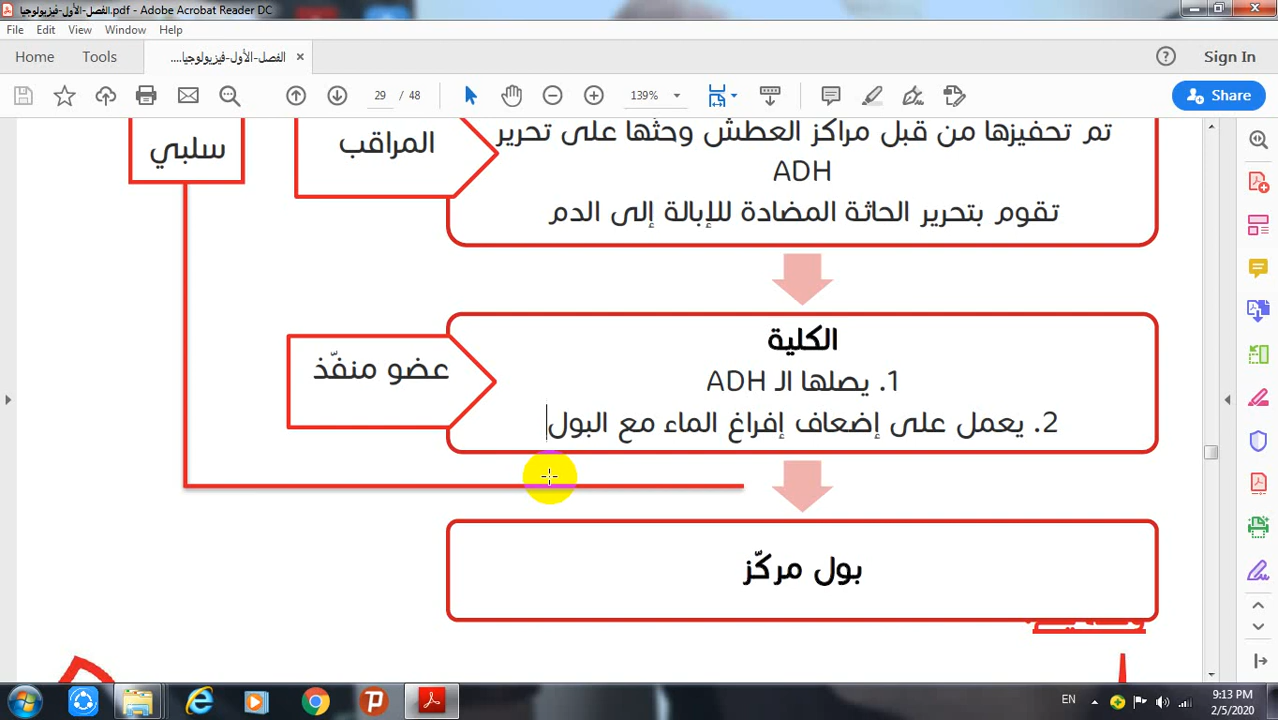 الفصل-الأول-فيزيولوجيا.pdf - Adobe Acrobat Reader DC
File Edit View Window Help
Home Tools الفصل-الأول-فيزيولوجيا.... × Sign In
29 / 48 139% Share
سلبي
المراقب
تم تحفيزها من قبل مراكز العطش وحثها على تحرير
ADH
تقوم بتحرير الحاثة المضادة للإبالة إلى الدم
عضو منفّذ
الكلية
1. يصلها الـ ADH
2. يعمل على إضعاف إفراغ الماء مع البول
بول مركّز
EN 9:13 PM
2/5/2020